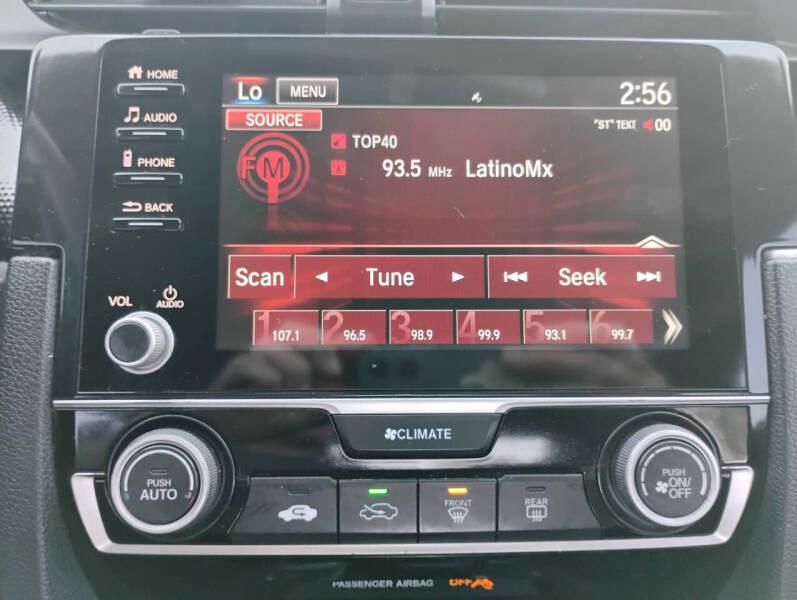 HOME
AUDIO
PHONE
BACK
VOL AUDIO
Lo MENU 2:56
SOURCE "ST" TEXT 00
FM
TOP40
A 93.5 MHz LatinoMx
Scan Tune Seek
1 107.1 2 96.5 3 98.9 4 99.9 5 93.1 6 99.7
CLIMATE
PUSH AUTO
FRONT
REAR
PUSH ON/OFF
PASSENGER AIRBAG OFF